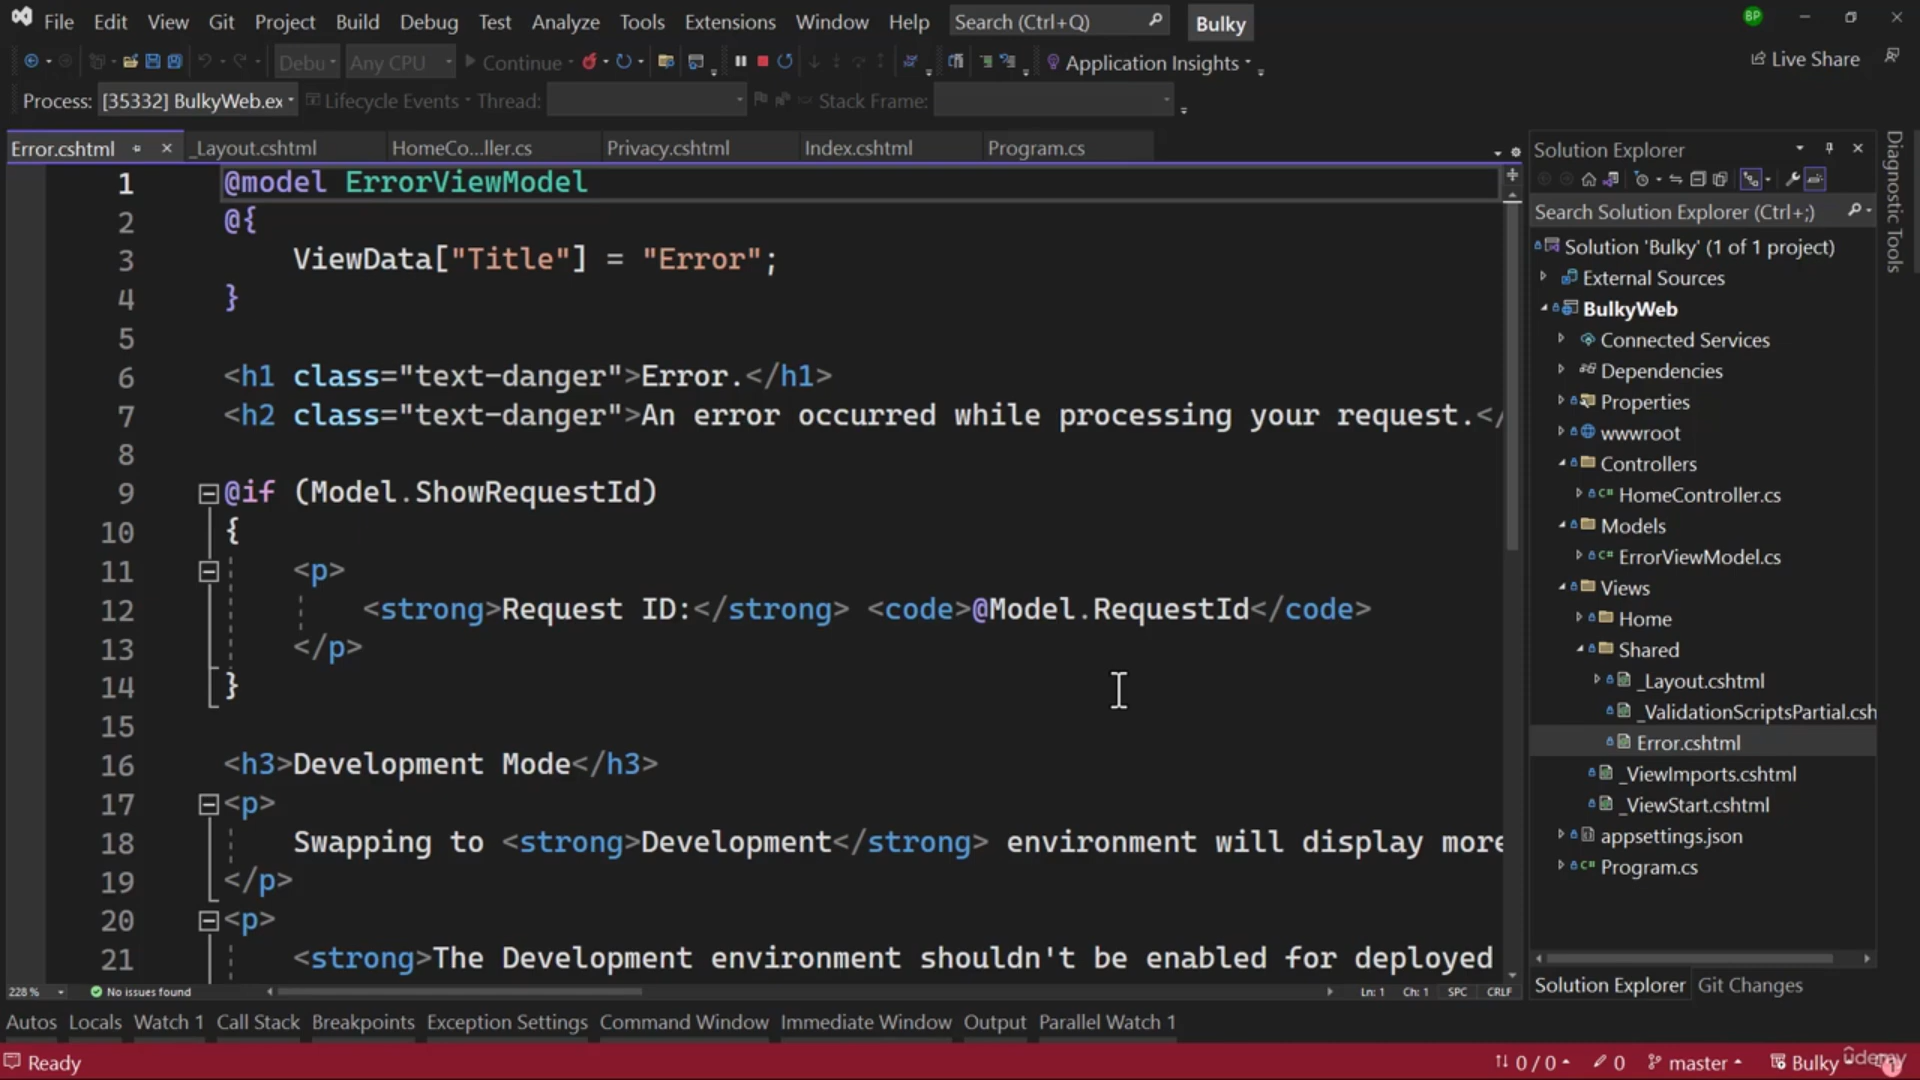 File Edit View Git Project Build Debug Test Analyze Tools Extensions Window Help Search (Ctrl+Q) Bulky BP
Debu Any CPU Continue Application Insights Live Share
Process: [35332] BulkyWeb.ex Lifecycle Events Thread: Stack Frame:
Error.cshtml _Layout.cshtml HomeCo...ller.cs Privacy.cshtml Index.cshtml Program.cs
1 @model ErrorViewModel
2 @{
3 ViewData["Title"] = "Error";
4 }
5
6 <h1 class="text-danger">Error.</h1>
7 <h2 class="text-danger">An error occurred while processing your request.</
8
9 @if (Model.ShowRequestId)
10 {
11 <p>
12 <strong>Request ID:</strong> <code>@Model.RequestId</code>
13 </p>
14 }
15
16 <h3>Development Mode</h3>
17 <p>
18 Swapping to <strong>Development</strong> environment will display more
19 </p>
20 <p>
21 <strong>The Development environment shouldn't be enabled for deployed
228 % No issues found Ln: 1 Ch: 1 SPC CRLF
Solution Explorer
Search Solution Explorer (Ctrl+;)
Solution 'Bulky' (1 of 1 project)
External Sources
BulkyWeb
Connected Services
Dependencies
Properties
wwwroot
Controllers
C# HomeController.cs
Models
C# ErrorViewModel.cs
Views
Home
Shared
_Layout.cshtml
_ValidationScriptsPartial.csh
Error.cshtml
_ViewImports.cshtml
_ViewStart.cshtml
appsettings.json
C# Program.cs
Solution Explorer Git Changes
Diagnostic Tools
Autos Locals Watch 1 Call Stack Breakpoints Exception Settings Command Window Immediate Window Output Parallel Watch 1
Ready 0 / 0 0 master Bulky 1
udemy